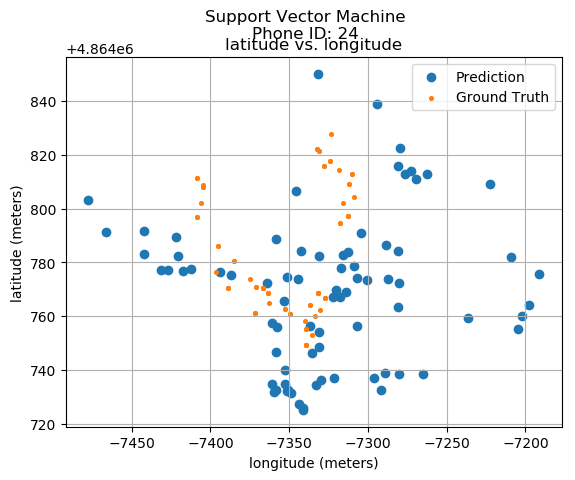 Support Vector Machine
Phone ID: 24
latitude vs. longitude
+4.864e6
Prediction
Ground Truth
840
820
800
780
760
740
720
latitude (meters)
−7450 −7400 −7350 −7300 −7250 −7200
longitude (meters)